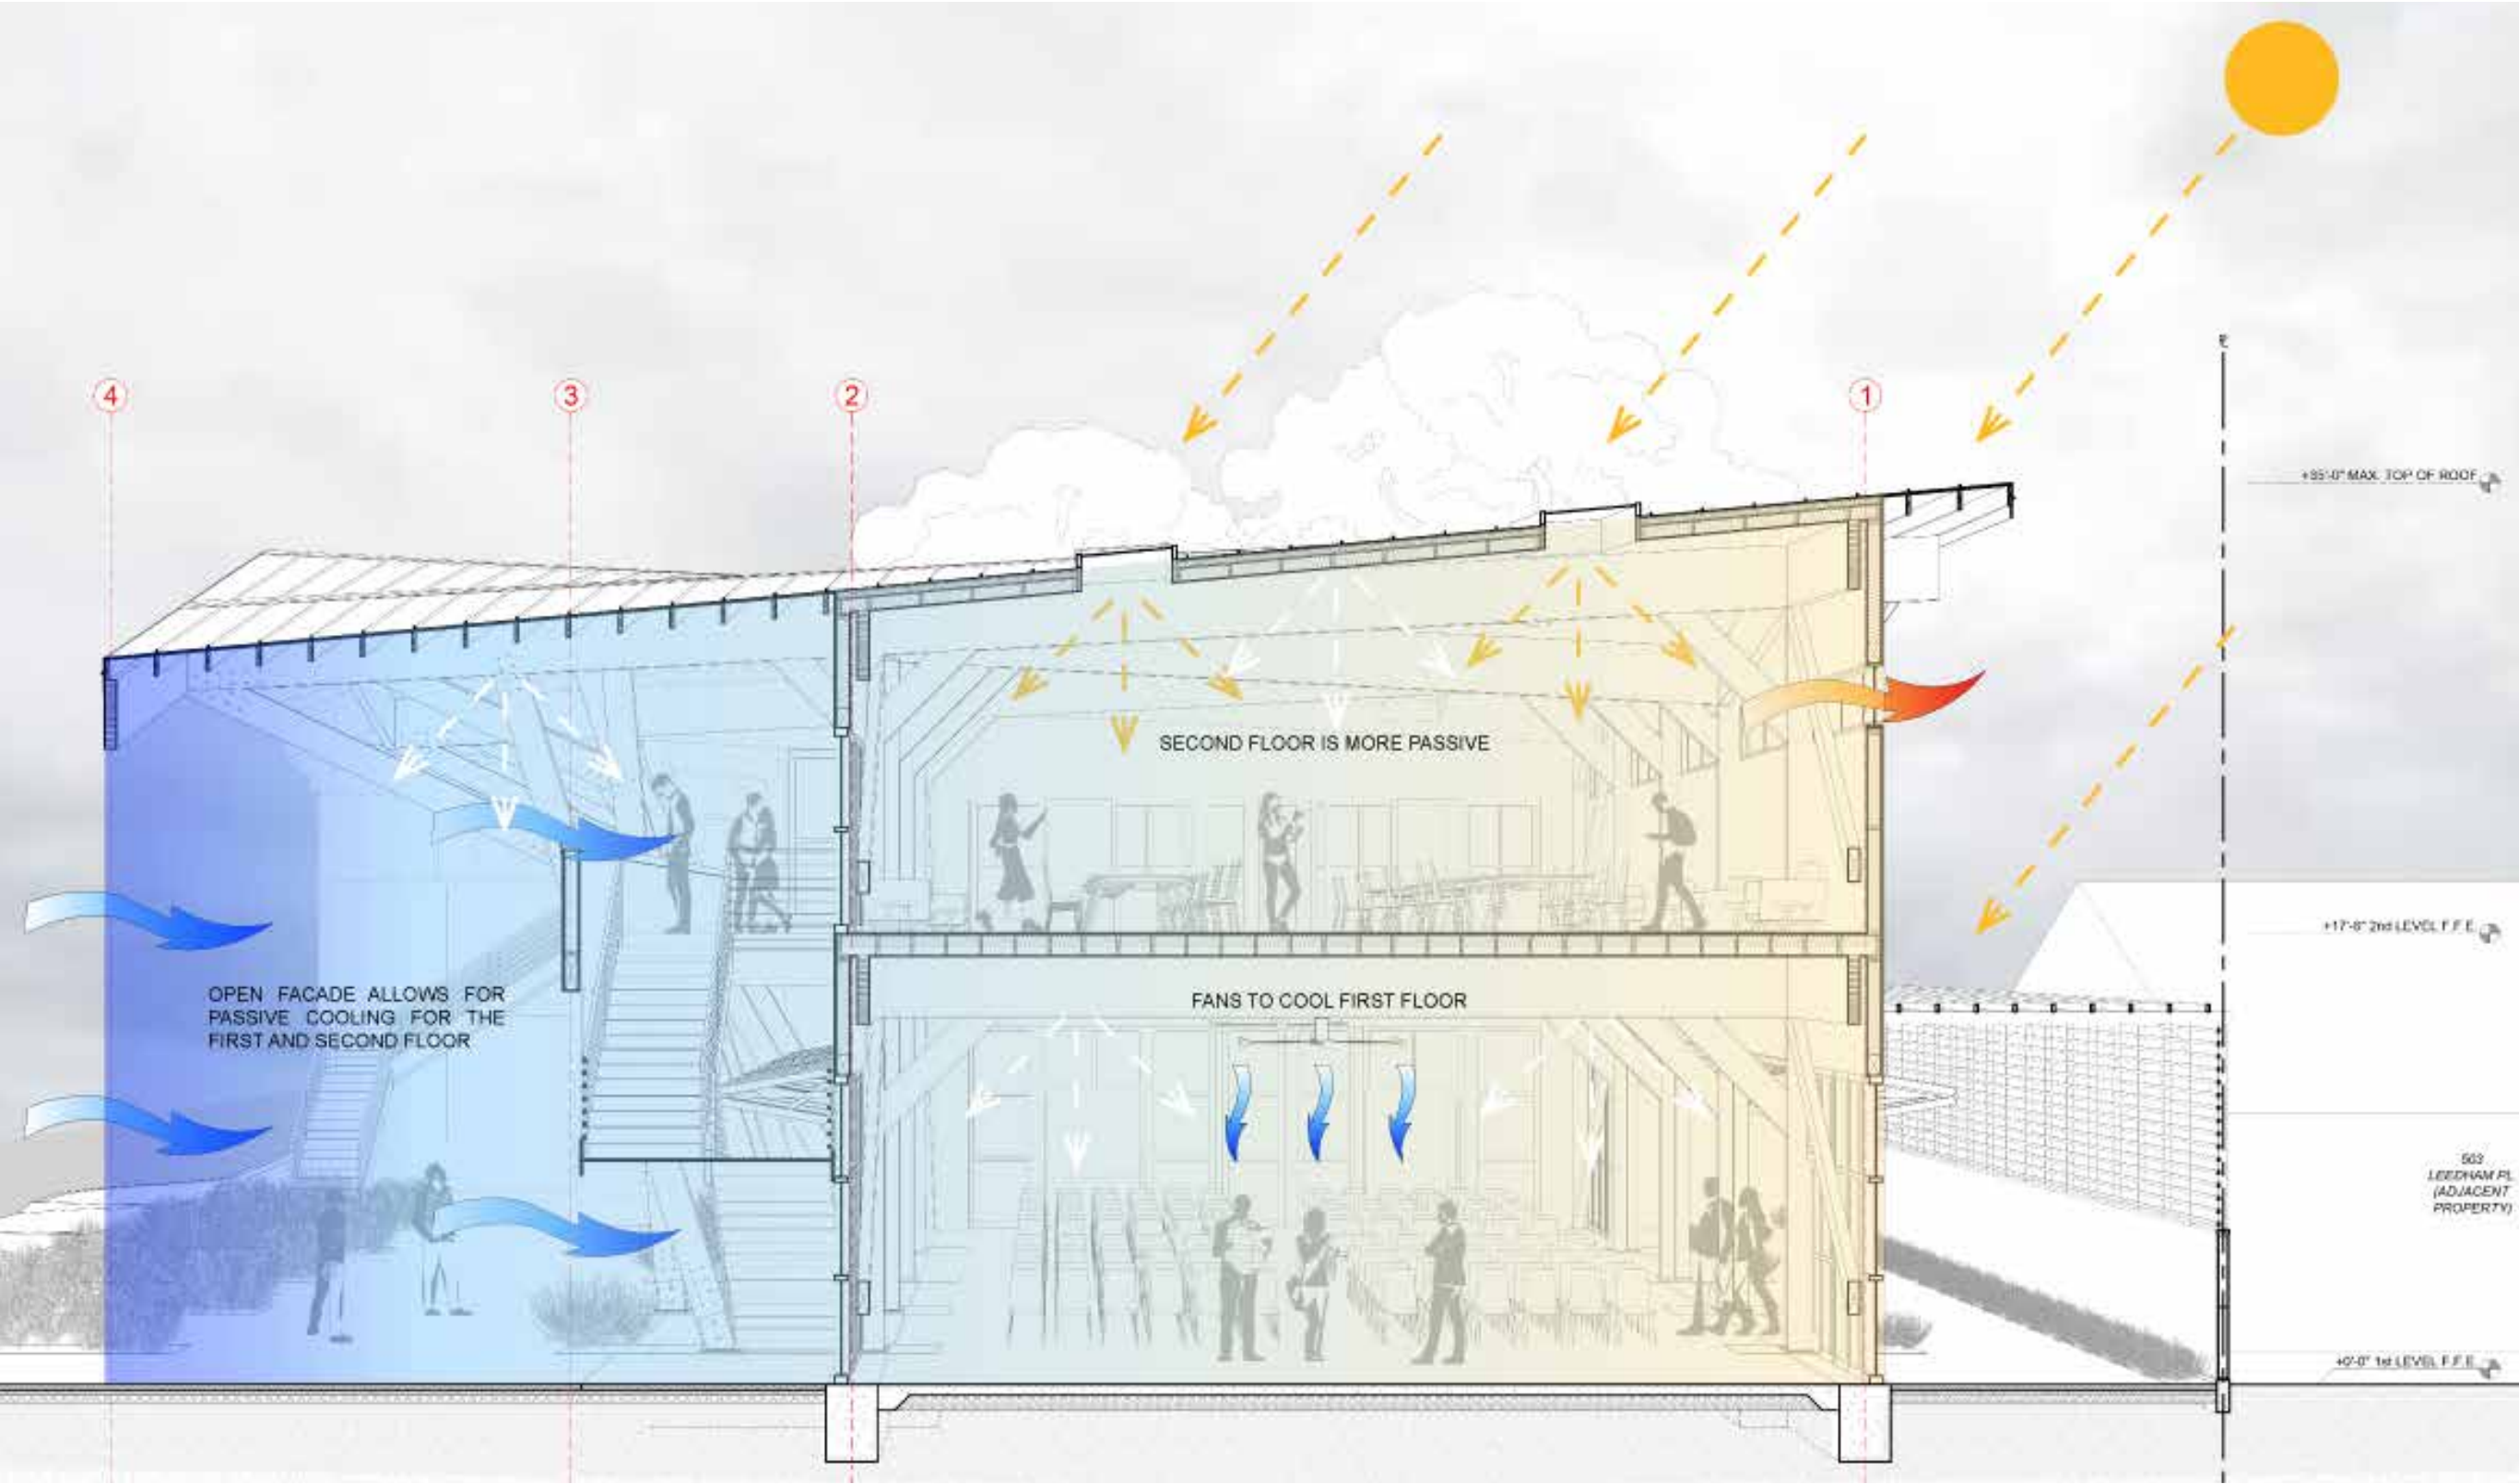 4
3
2
1
+35'-0" MAX. TOP OF ROOF
SECOND FLOOR IS MORE PASSIVE
+17'-8" 2nd LEVEL F.F.E.
OPEN FACADE ALLOWS FOR
PASSIVE COOLING FOR THE
FIRST AND SECOND FLOOR
FANS TO COOL FIRST FLOOR
503
LEEDHAM PL
(ADJACENT
PROPERTY)
+0'-0" 1st LEVEL F.F.E.